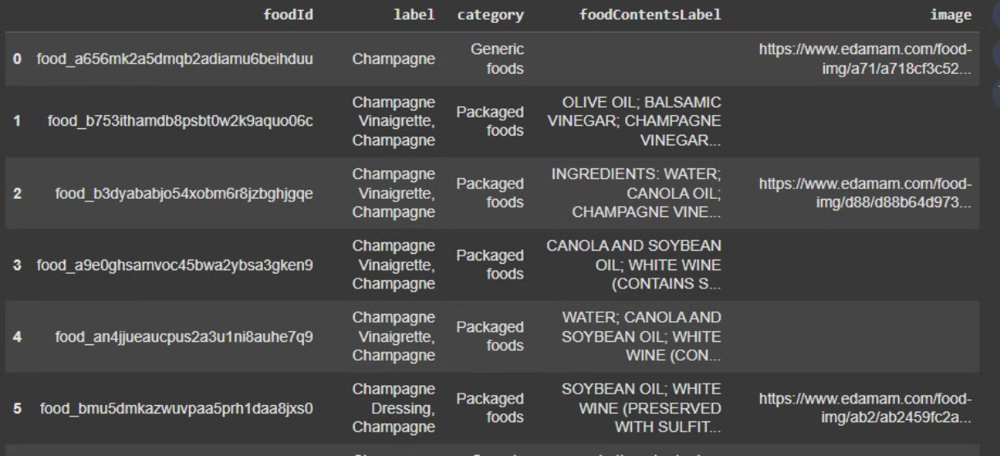 foodId label category foodContentsLabel image
0 food_a656mk2a5dmqb2adiamu6beihduu Champagne Generic foods https://www.edamam.com/food-img/a71/a718cf3c52...
1 food_b753ithamdb8psbt0w2k9aquo06c Champagne Vinaigrette, Champagne Packaged foods OLIVE OIL; BALSAMIC VINEGAR; CHAMPAGNE VINEGAR...
2 food_b3dyababjo54xobm6r8jzbghjgqe Champagne Vinaigrette, Champagne Packaged foods INGREDIENTS: WATER; CANOLA OIL; CHAMPAGNE VINE... https://www.edamam.com/food-img/d88/d88b64d973...
3 food_a9e0ghsamvoc45bwa2ybsa3gken9 Champagne Vinaigrette, Champagne Packaged foods CANOLA AND SOYBEAN OIL; WHITE WINE (CONTAINS S...
4 food_an4jjueaucpus2a3u1ni8auhe7q9 Champagne Vinaigrette, Champagne Packaged foods WATER; CANOLA AND SOYBEAN OIL; WHITE WINE (CON...
5 food_bmu5dmkazwuvpaa5prh1daa8jxs0 Champagne Dressing, Champagne Packaged foods SOYBEAN OIL; WHITE WINE (PRESERVED WITH SULFIT... https://www.edamam.com/food-img/ab2/ab2459fc2a...